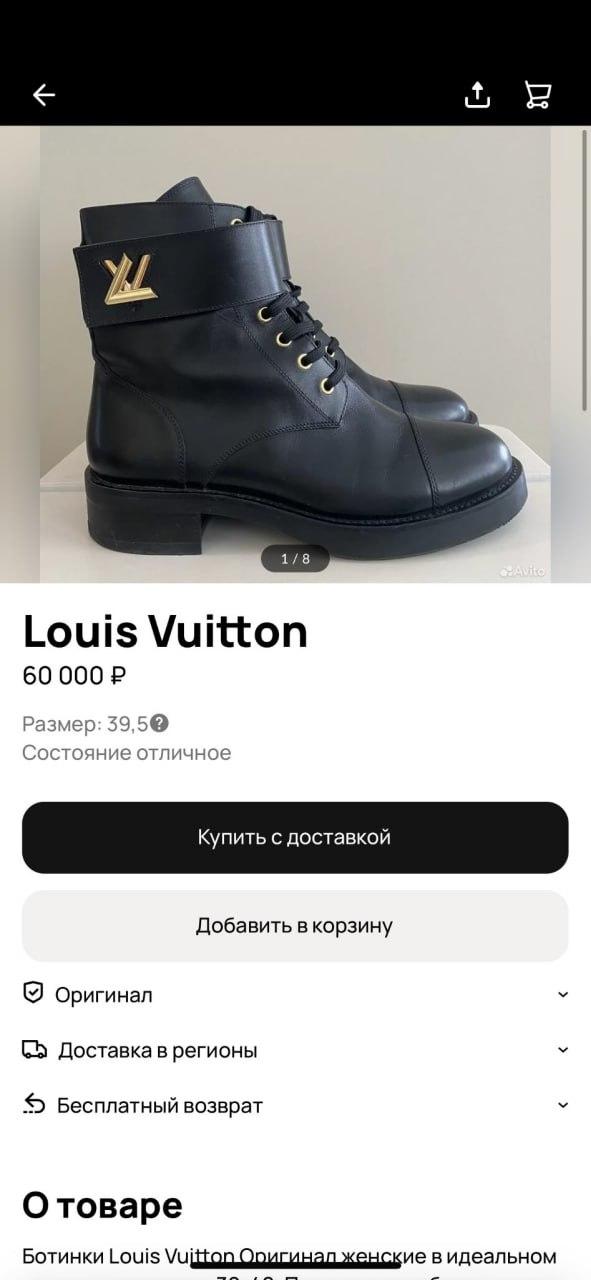 1 / 8
Avito
Louis Vuitton
60 000 ₽
Размер: 39,5?
Состояние отличное
Купить с доставкой
Добавить в корзину
Оригинал
Доставка в регионы
Бесплатный возврат
О товаре
Ботинки Louis Vuitton Оригинал женские в идеальном